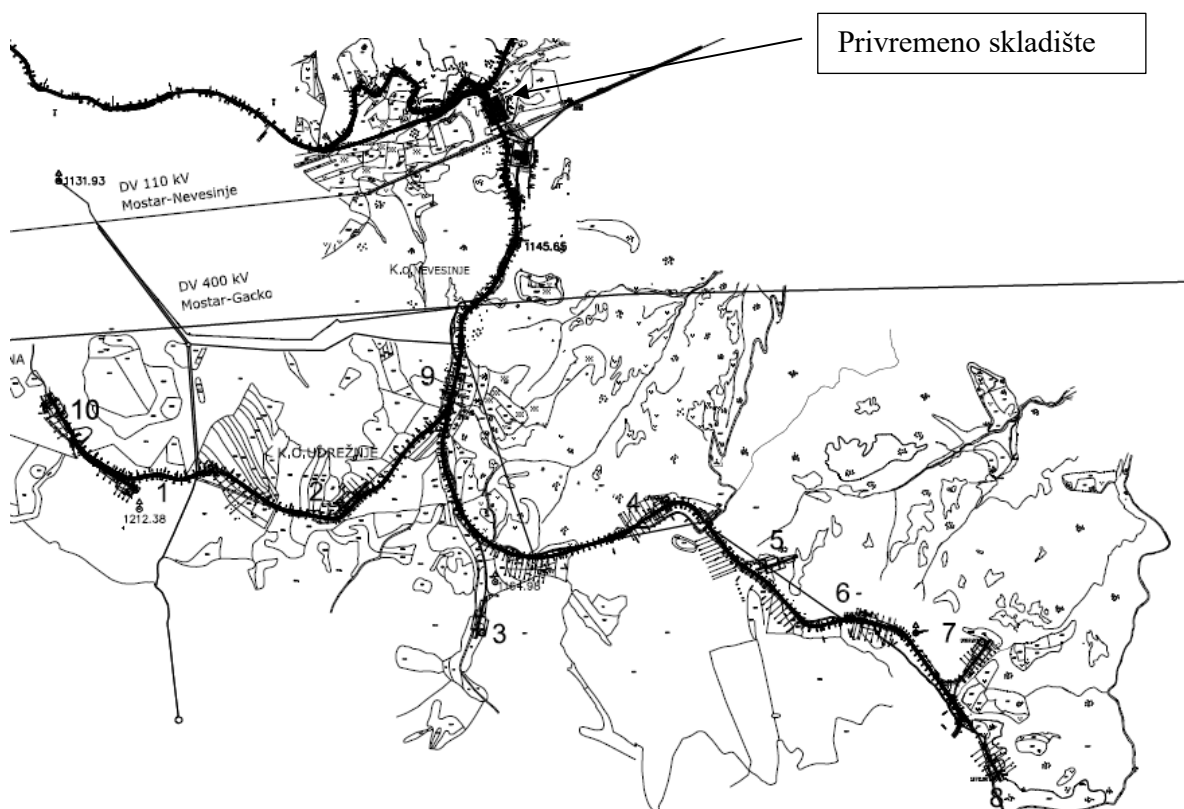 Privremeno skladište
1131.93
DV 110 kV
Mostar-Nevesinje
1145.65
K.O.NEVESINJE
DV 400 kV
Mostar-Gacko
NA
9
10
K.O.UDREŽNJE
2
1
4
1212.38
5
6
3
7
8